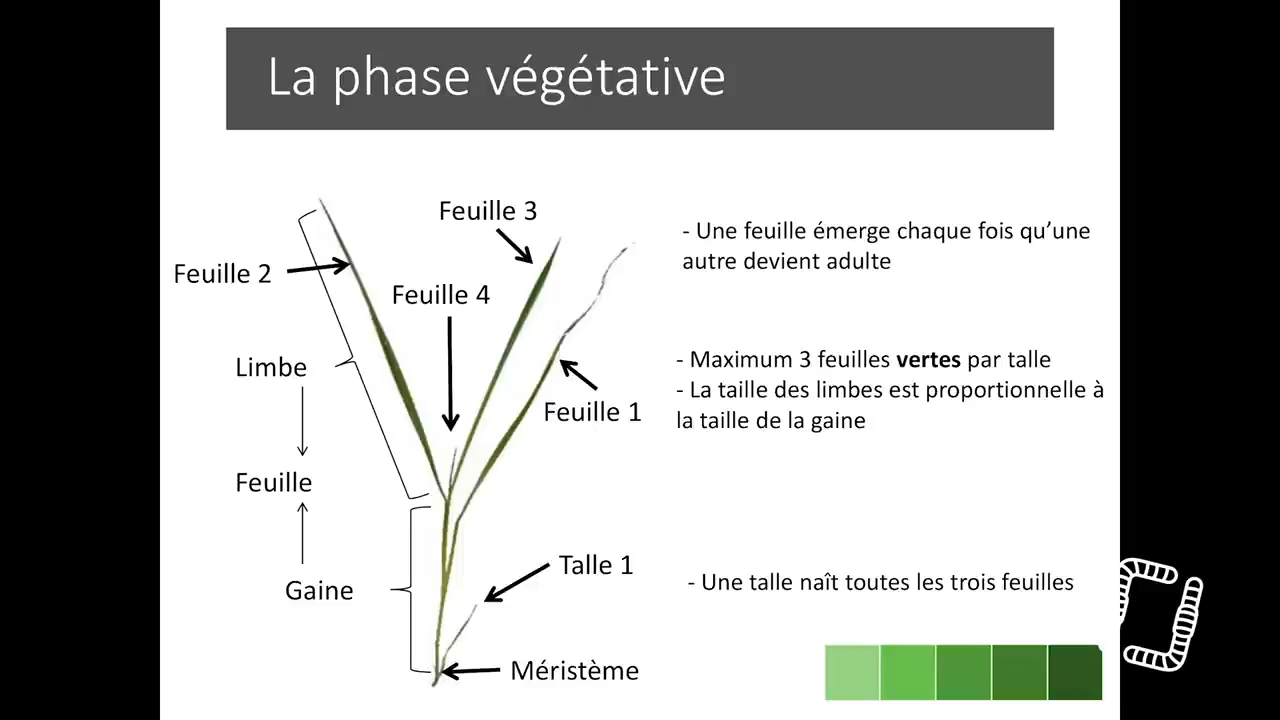 La phase végétative
Feuille 3
Feuille 2
Feuille 4
Limbe
Feuille 1
Feuille
Gaine
Talle 1
Méristème
- Une feuille émerge chaque fois qu’une
autre devient adulte
- Maximum 3 feuilles vertes par talle
- La taille des limbes est proportionnelle à
la taille de la gaine
- Une talle naît toutes les trois feuilles